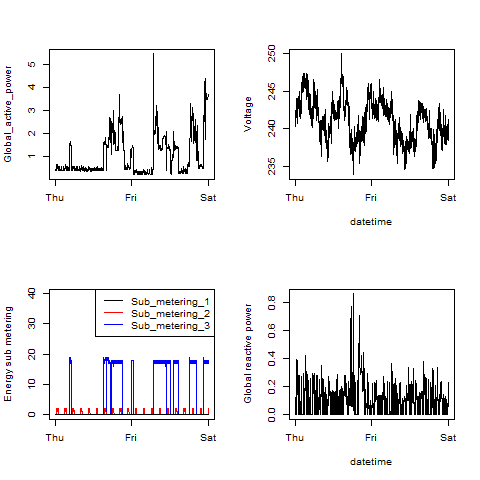 Global_active_power
5
4
3
2
1
Thu Fri Sat
Voltage
250
245
240
235
Thu Fri Sat
datetime
Energy sub metering
40
30
20
10
0
Sub_metering_1
Sub_metering_2
Sub_metering_3
Thu Fri Sat
Global reactive power
0.8
0.6
0.4
0.2
0.0
Thu Fri Sat
datetime